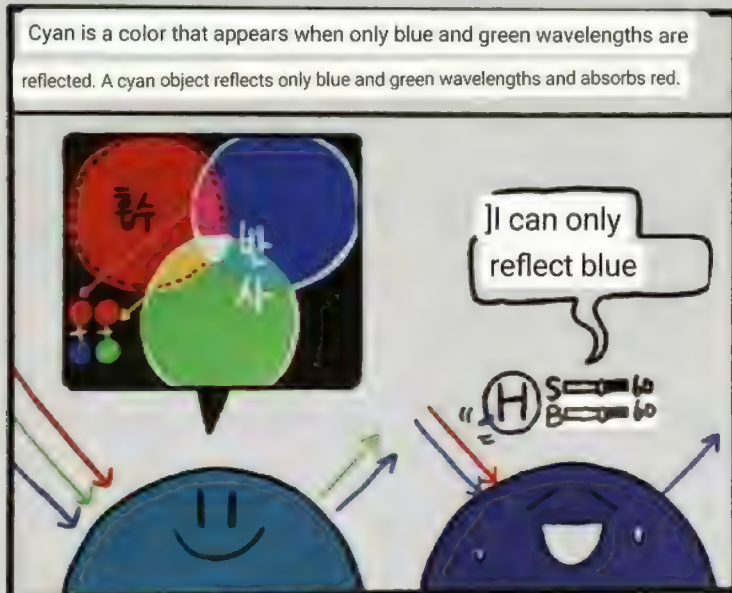 Cyan is a color that appears when only blue and green wavelengths are
reflected. A cyan object reflects only blue and green wavelengths and absorbs red.
흡수
반
사
]I can only
reflect blue
H
S 60
B 60